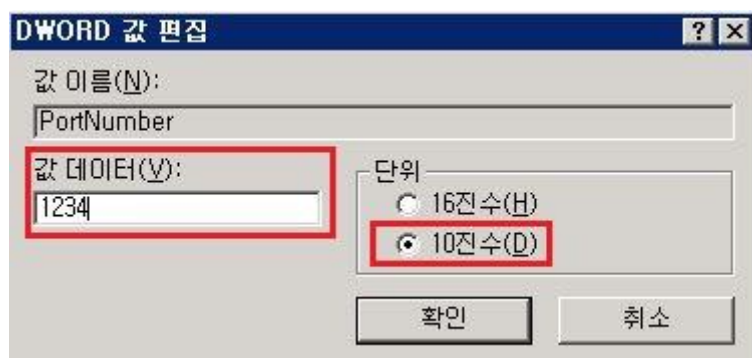 DWORD 값 편집
값 이름(N):
PortNumber
값 데이터(V):
1234
단위
16진수(H)
10진수(D)
확인
취소